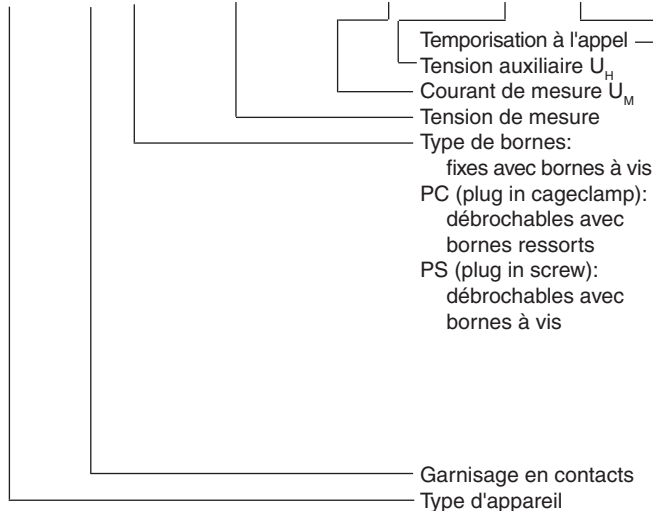 Temporisation à l'appel
Tension auxiliaire U_H
Courant de mesure U_M
Tension de mesure
Type de bornes:
fixes avec bornes à vis
PC (plug in cageclamp):
débrochables avec
bornes ressorts
PS (plug in screw):
débrochables avec
bornes à vis
Garnisage en contacts
Type d'appareil